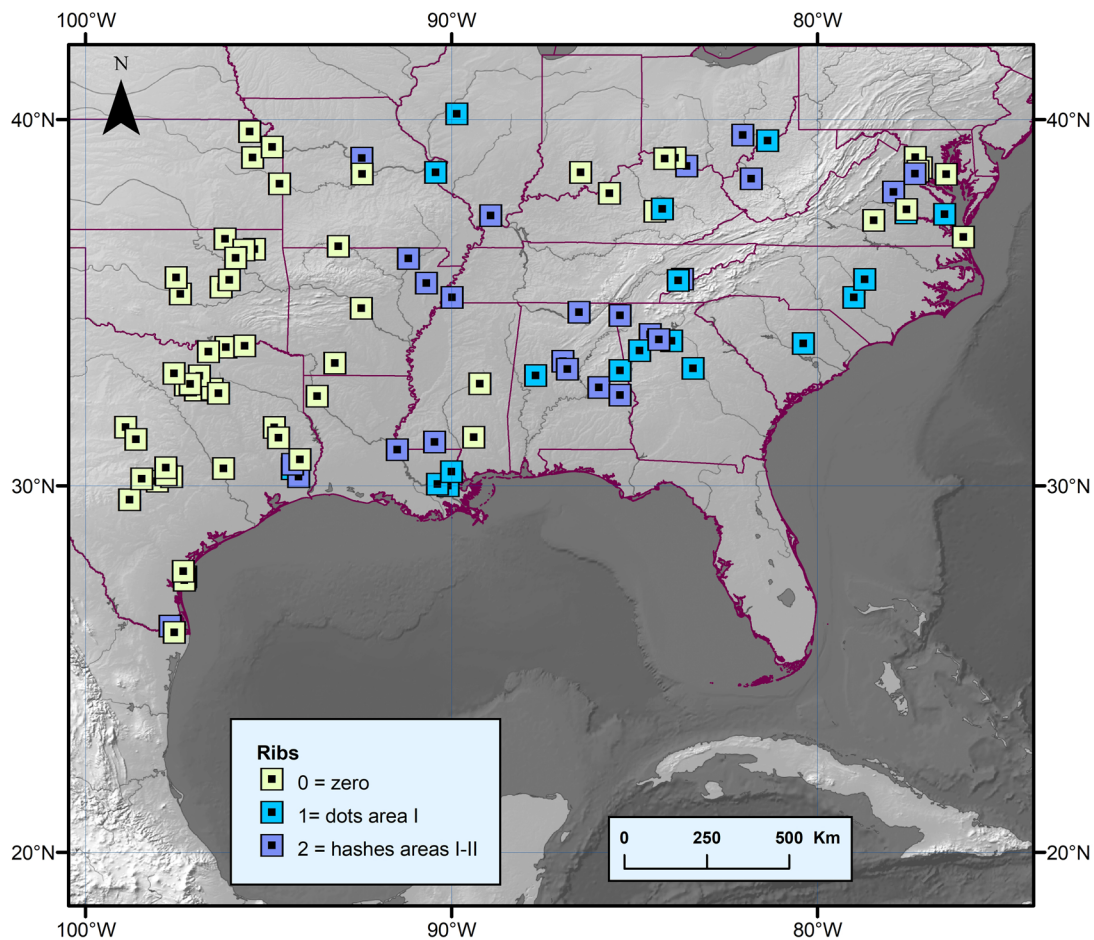 100°W 90°W 80°W
N
40°N 40°N
30°N 30°N
Ribs
0 = zero
1= dots area I
2 = hashes areas I-II
0 250 500 Km
20°N 20°N
100°W 90°W 80°W